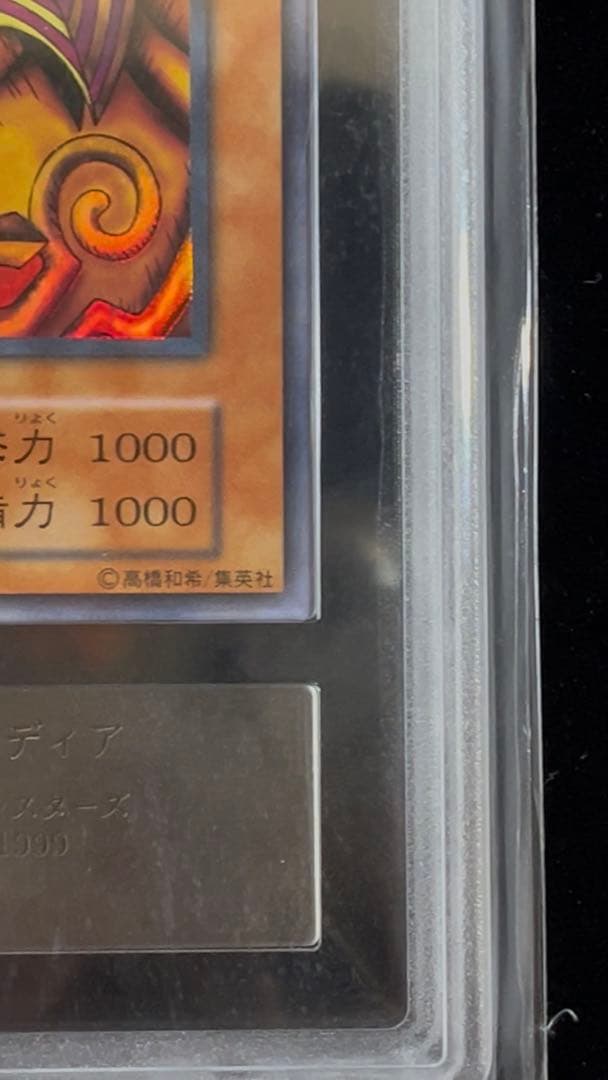 りょく
力 1000
りょく
力 1000
©高橋和希/集英社
ディア
スターズ
1999